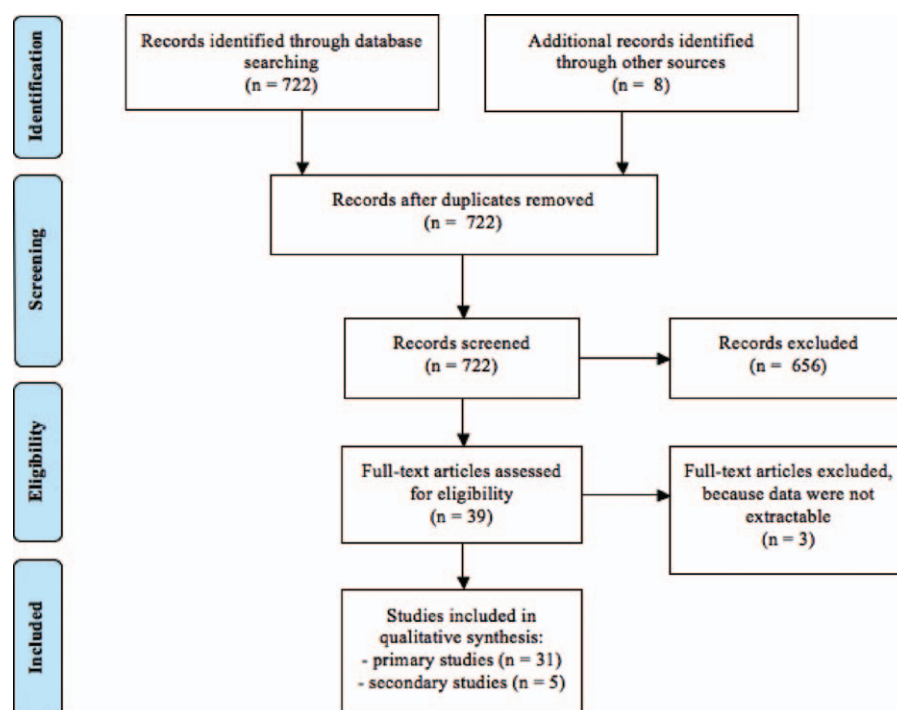 Identification
Records identified through database
searching
(n = 722)
Additional records identified
through other sources
(n = 8)
Screening
Records after duplicates removed
(n = 722)
Records screened
(n = 722)
Records excluded
(n = 656)
Eligibility
Full-text articles assessed
for eligibility
(n = 39)
Full-text articles excluded,
because data were not
extractable
(n = 3)
Included
Studies included in
qualitative synthesis:
- primary studies (n = 31)
- secondary studies (n = 5)